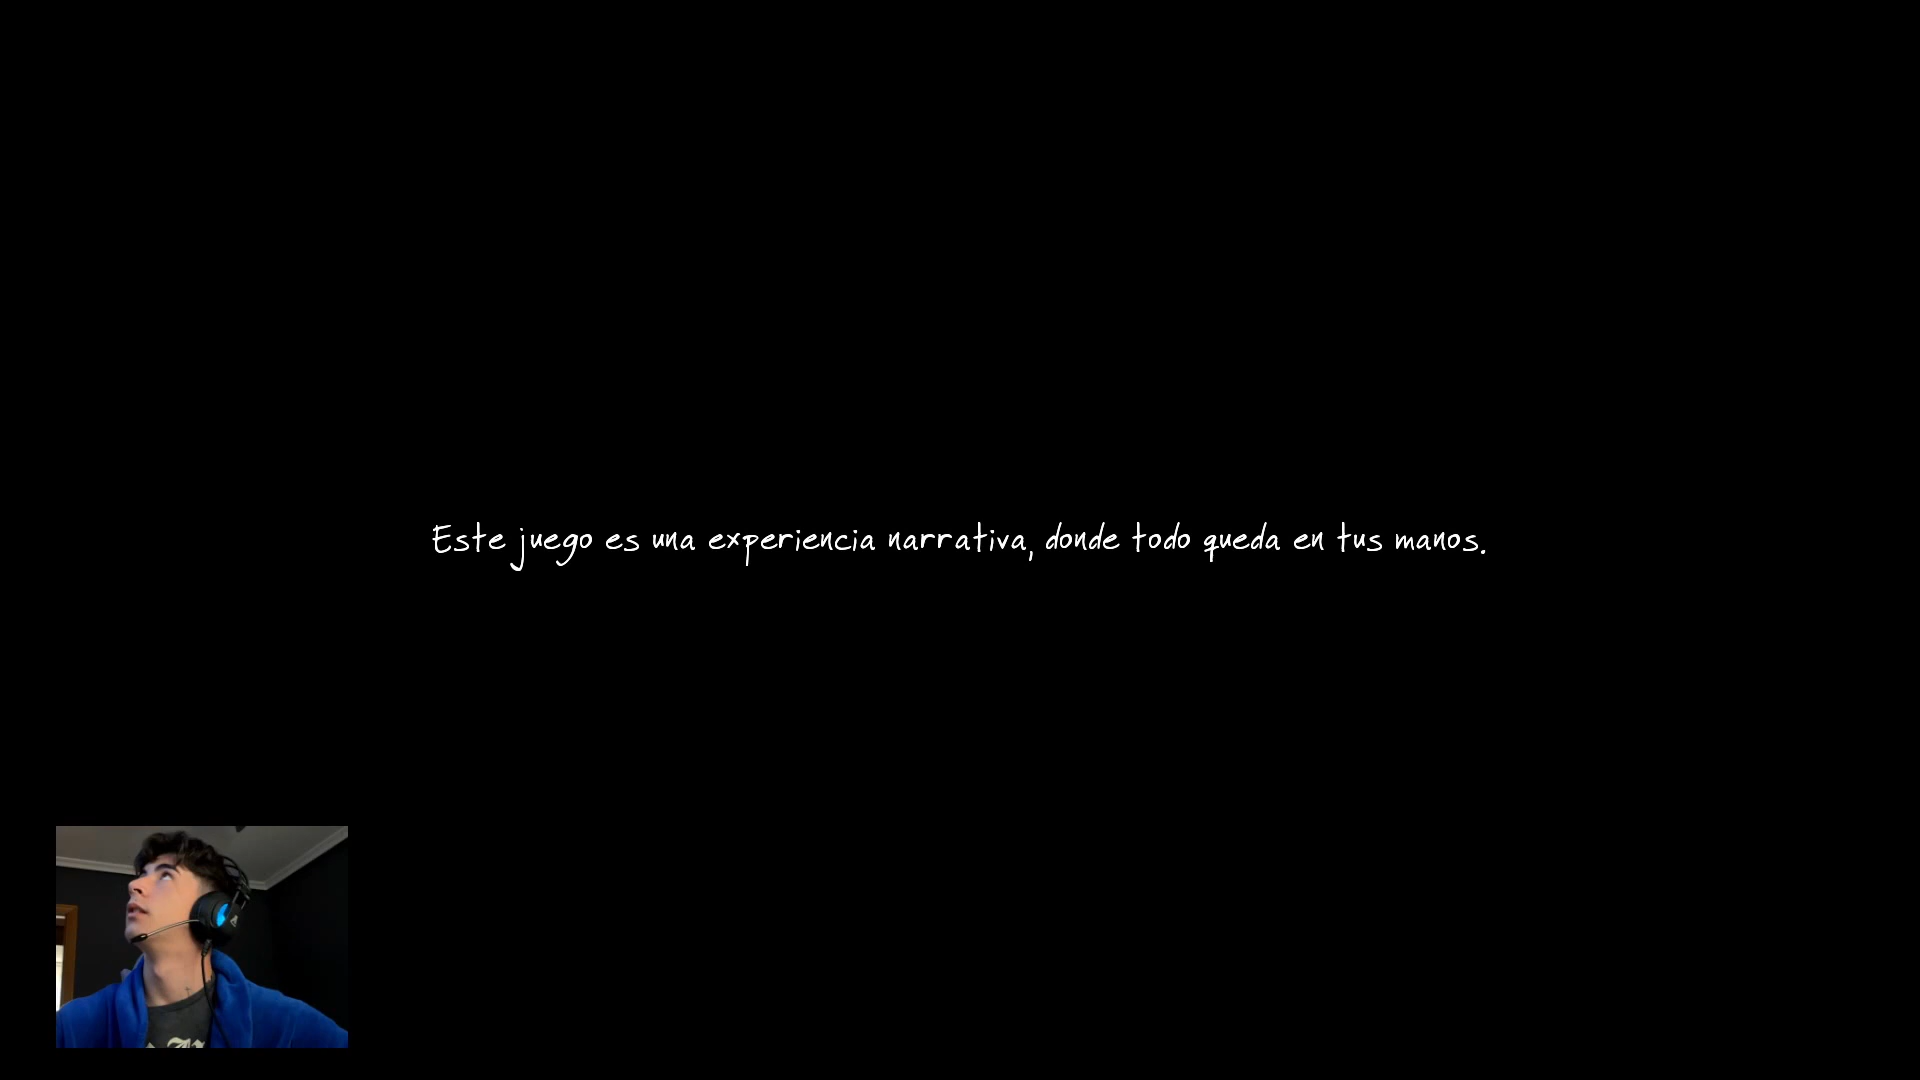 Este juego es una experiencia narrativa, donde todo queda en tus manos.